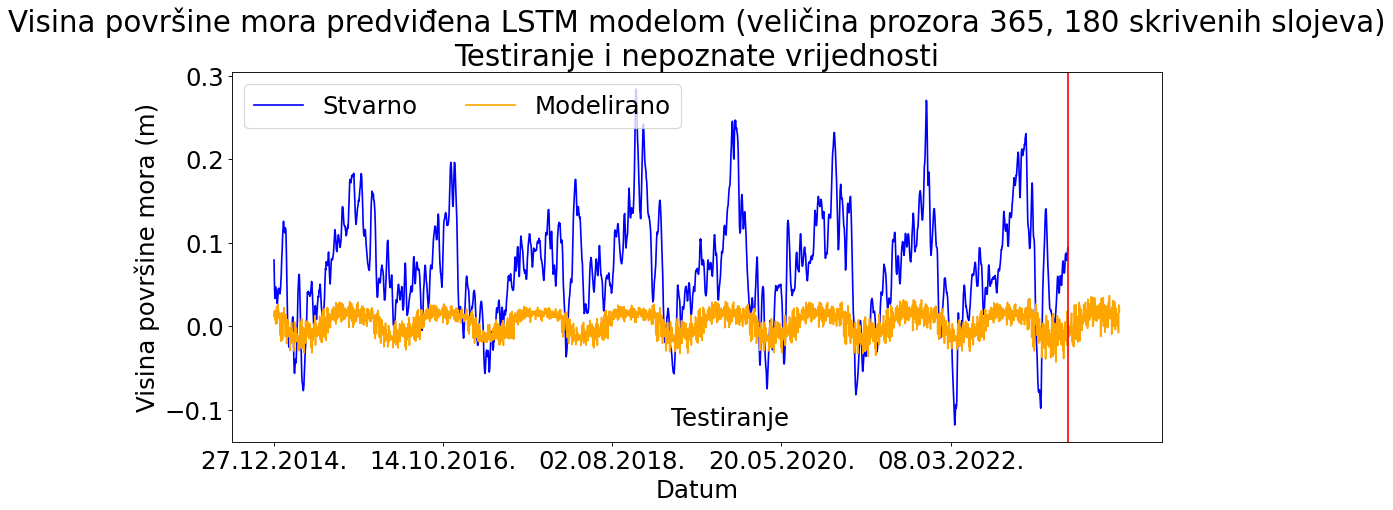 Visina površine mora predviđena LSTM modelom (veličina prozora 365, 180 skrivenih slojeva)
Testiranje i nepoznate vrijednosti
Stvarno Modelirano
Visina površine mora (m)
0.3
0.2
0.1
0.0
−0.1
Testiranje
27.12.2014. 14.10.2016. 02.08.2018. 20.05.2020. 08.03.2022.
Datum